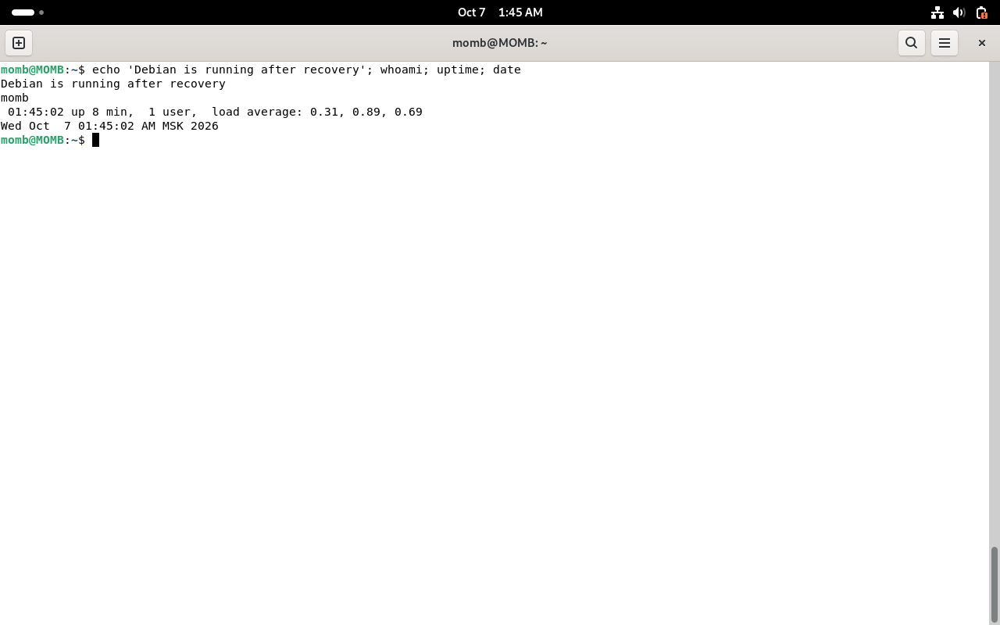 Oct 7 1:45 AM
momb@MOMB: ~
momb@MOMB:~$ echo 'Debian is running after recovery'; whoami; uptime; date
Debian is running after recovery
momb
 01:45:02 up 8 min,  1 user,  load average: 0.31, 0.89, 0.69
Wed Oct  7 01:45:02 AM MSK 2026
momb@MOMB:~$